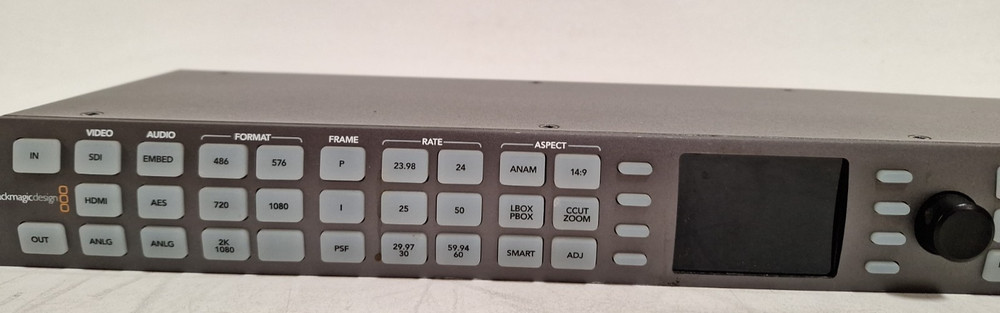 VIDEO AUDIO FORMAT FRAME RATE ASPECT
IN SDI EMBED 486 576 P 23.98 24 ANAM 14:9
ackmagicdesign HDMI AES 720 1080 I 25 50 LBOX PBOX CCUT ZOOM
OUT ANLG ANLG 2K 1080 PSF 29.97 30 59.94 60 SMART ADJ